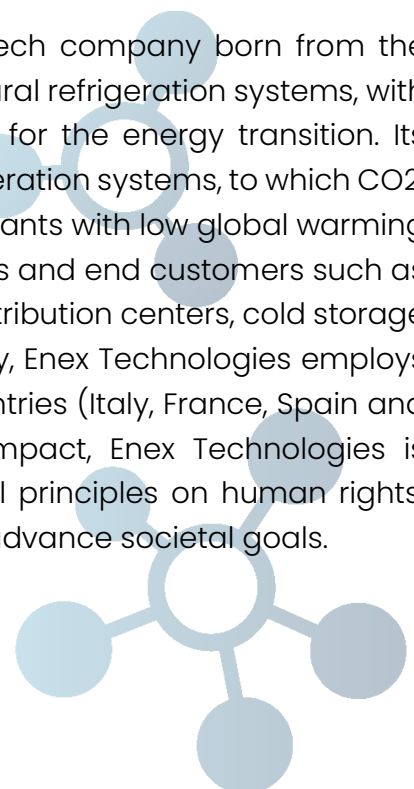 ech company born from the
ural refrigeration systems, with
for the energy transition. Its
eration systems, to which CO2
ants with low global warming
s and end customers such as
tribution centers, cold storage
y, Enex Technologies employs
ntries (Italy, France, Spain and
mpact, Enex Technologies is
l principles on human rights
advance societal goals.